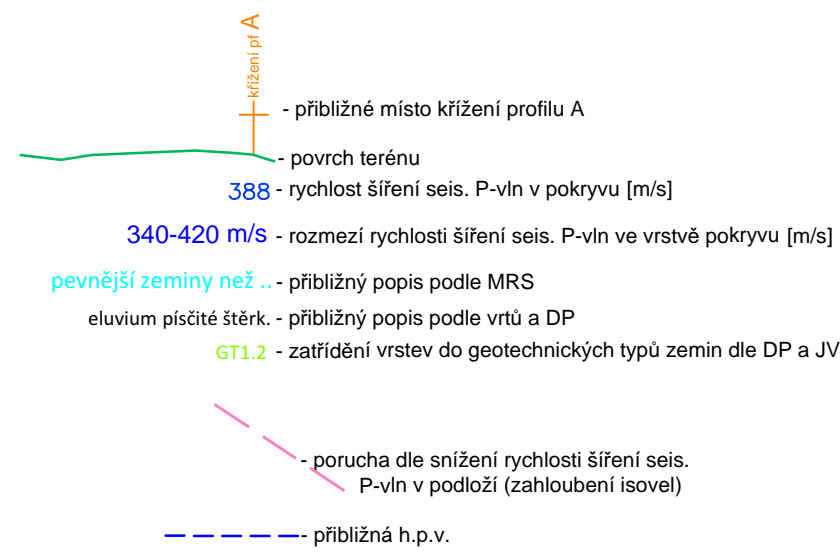 křížení pf A
- přibližné místo křížení profilu A
- povrch terénu
388 - rychlost šíření seis. P-vln v pokryvu [m/s]
340-420 m/s - rozmezí rychlosti šíření seis. P-vln ve vrstvě pokryvu [m/s]
pevnější zeminy než .. - přibližný popis podle MRS
eluvium písčité štěrk. - přibližný popis podle vrtů a DP
GT1.2 - zatřídění vrstev do geotechnických typů zemin dle DP a JV
- porucha dle snížení rychlosti šíření seis.
P-vln v podloží (zahloubení isovel)
- přibližná h.p.v.